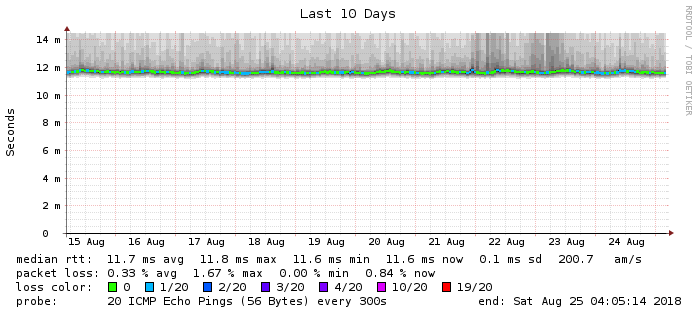 Last 10 Days
RRDTOOL / TOBI OETIKER
Seconds
14 m
12 m
10 m
8 m
6 m
4 m
2 m
0
15 Aug 16 Aug 17 Aug 18 Aug 19 Aug 20 Aug 21 Aug 22 Aug 23 Aug 24 Aug
median rtt: 11.7 ms avg 11.8 ms max 11.6 ms min 11.6 ms now 0.1 ms sd 200.7 am/s
packet loss: 0.33 % avg 1.67 % max 0.00 % min 0.84 % now
loss color: 0 1/20 2/20 3/20 4/20 10/20 19/20
probe: 20 ICMP Echo Pings (56 Bytes) every 300s end: Sat Aug 25 04:05:14 2018